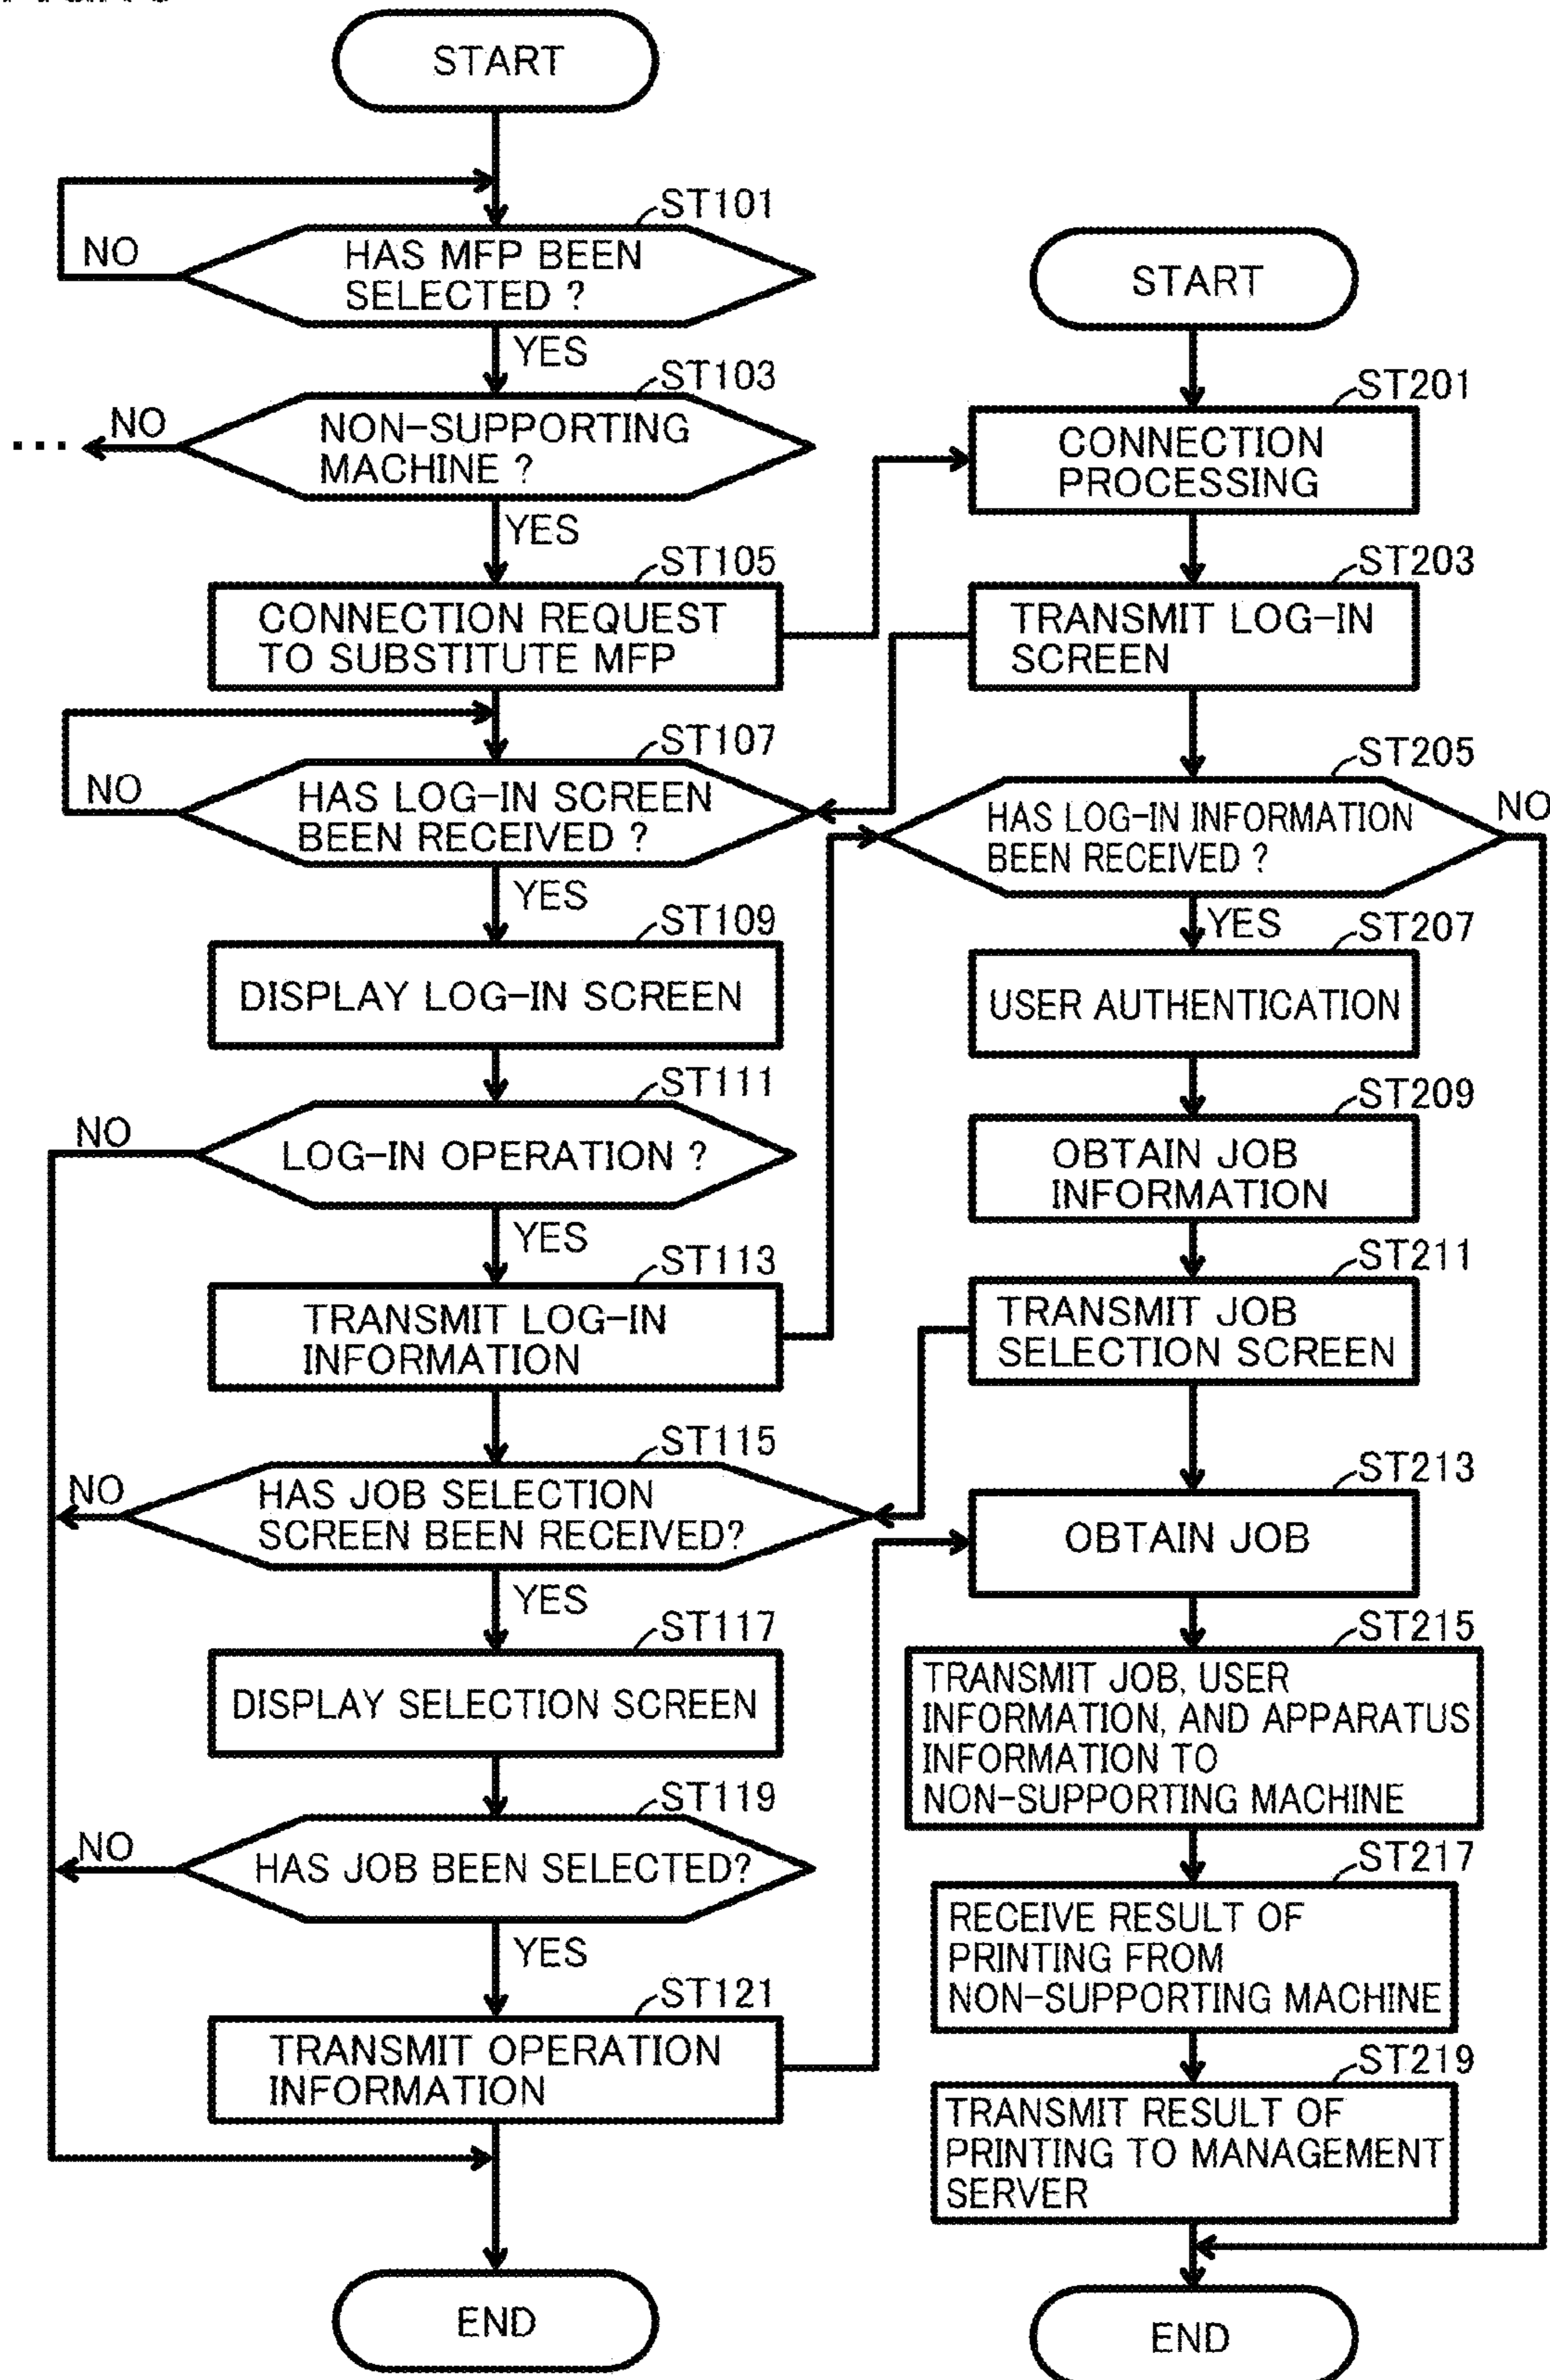 START
ST101
NO
HAS MFP BEEN
SELECTED ?
YES
ST103
NO
...
NON-SUPPORTING
MACHINE ?
YES
ST105
CONNECTION REQUEST
TO SUBSTITUTE MFP
ST107
NO
HAS LOG-IN SCREEN
BEEN RECEIVED ?
YES
ST109
DISPLAY LOG-IN SCREEN
ST111
NO
LOG-IN OPERATION ?
YES
ST113
TRANSMIT LOG-IN
INFORMATION
ST115
NO
HAS JOB SELECTION
SCREEN BEEN RECEIVED?
YES
ST117
DISPLAY SELECTION SCREEN
ST119
NO
HAS JOB BEEN SELECTED?
YES
ST121
TRANSMIT OPERATION
INFORMATION
END
START
ST201
CONNECTION
PROCESSING
ST203
TRANSMIT LOG-IN
SCREEN
ST205
NO
HAS LOG-IN INFORMATION
BEEN RECEIVED ?
YES
ST207
USER AUTHENTICATION
ST209
OBTAIN JOB
INFORMATION
ST211
TRANSMIT JOB
SELECTION SCREEN
ST213
OBTAIN JOB
ST215
TRANSMIT JOB, USER
INFORMATION, AND APPARATUS
INFORMATION TO
NON-SUPPORTING MACHINE
ST217
RECEIVE RESULT OF
PRINTING FROM
NON-SUPPORTING MACHINE
ST219
TRANSMIT RESULT OF
PRINTING TO MANAGEMENT
SERVER
END